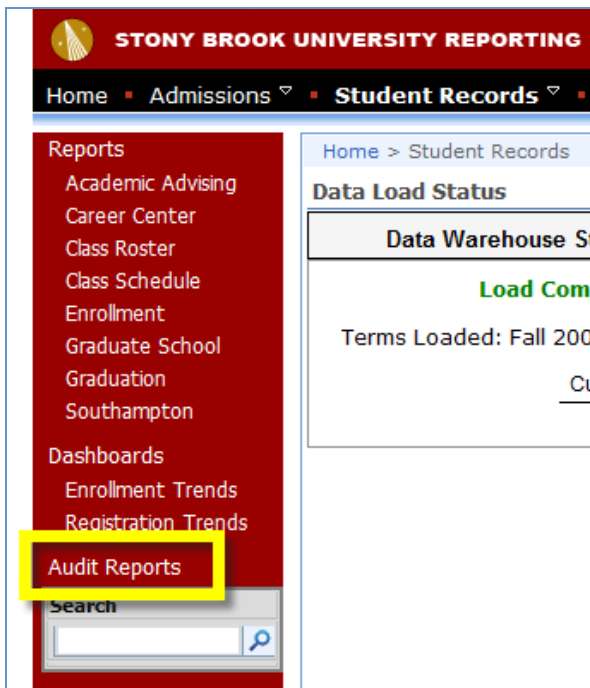 STONY BROOK UNIVERSITY REPORTING
Home Admissions Student Records
Reports
Academic Advising
Career Center
Class Roster
Class Schedule
Enrollment
Graduate School
Graduation
Southampton
Dashboards
Enrollment Trends
Registration Trends
Audit Reports
Search
Home > Student Records
Data Load Status
Data Warehouse
Load
Terms Loaded: Fall